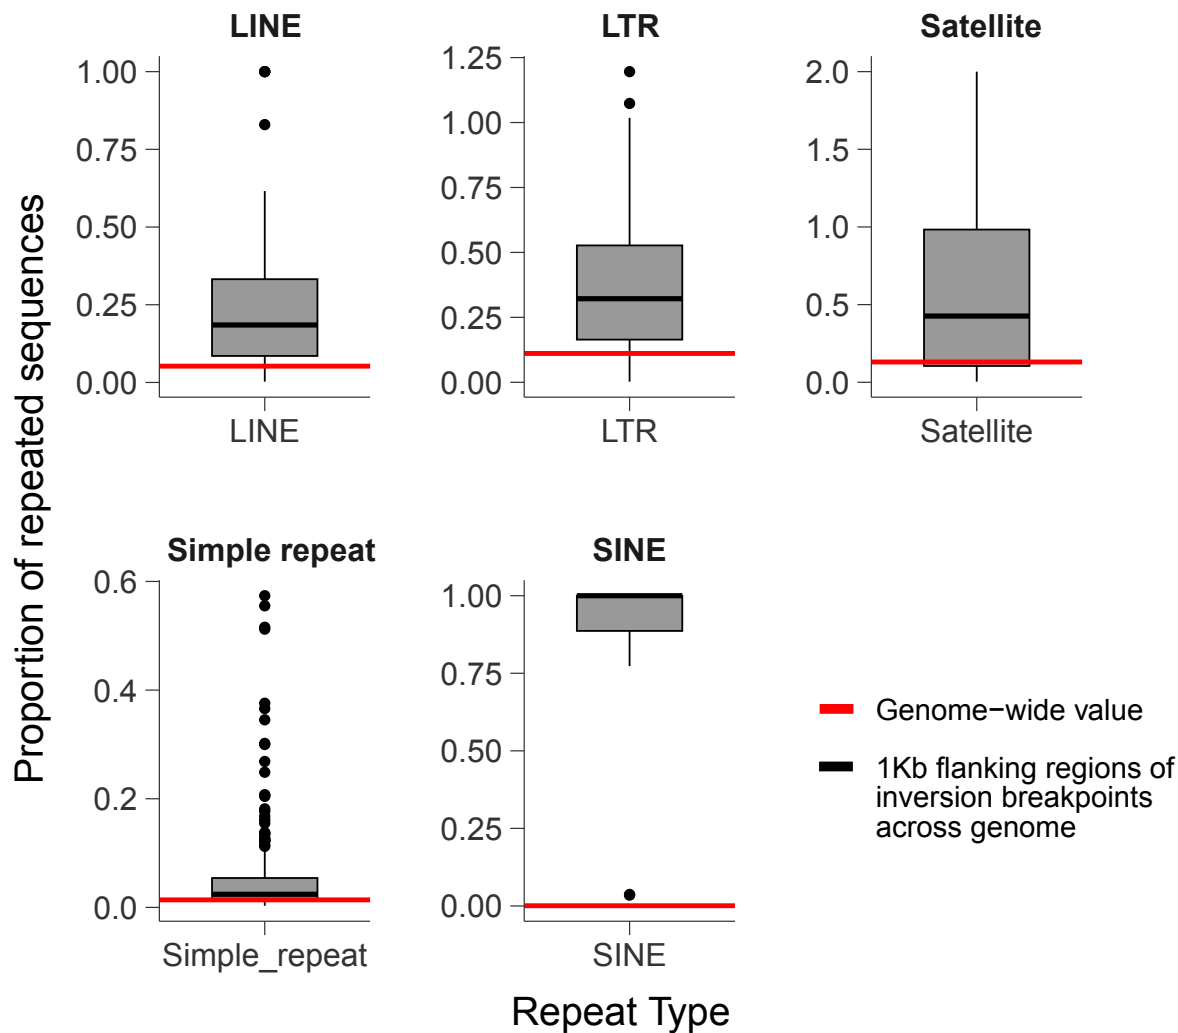 LINE
LTR
Satellite
1.00
0.75
0.50
0.25
0.00
LINE
1.25
1.00
0.75
0.50
0.25
0.00
LTR
2.0
1.5
1.0
0.5
0.0
Satellite
Proportion of repeated sequences
Simple repeat
SINE
0.6
0.4
0.2
0.0
Simple_repeat
1.00
0.75
0.50
0.25
0.00
SINE
Genome−wide value
1Kb flanking regions of
inversion breakpoints
across genome
Repeat Type